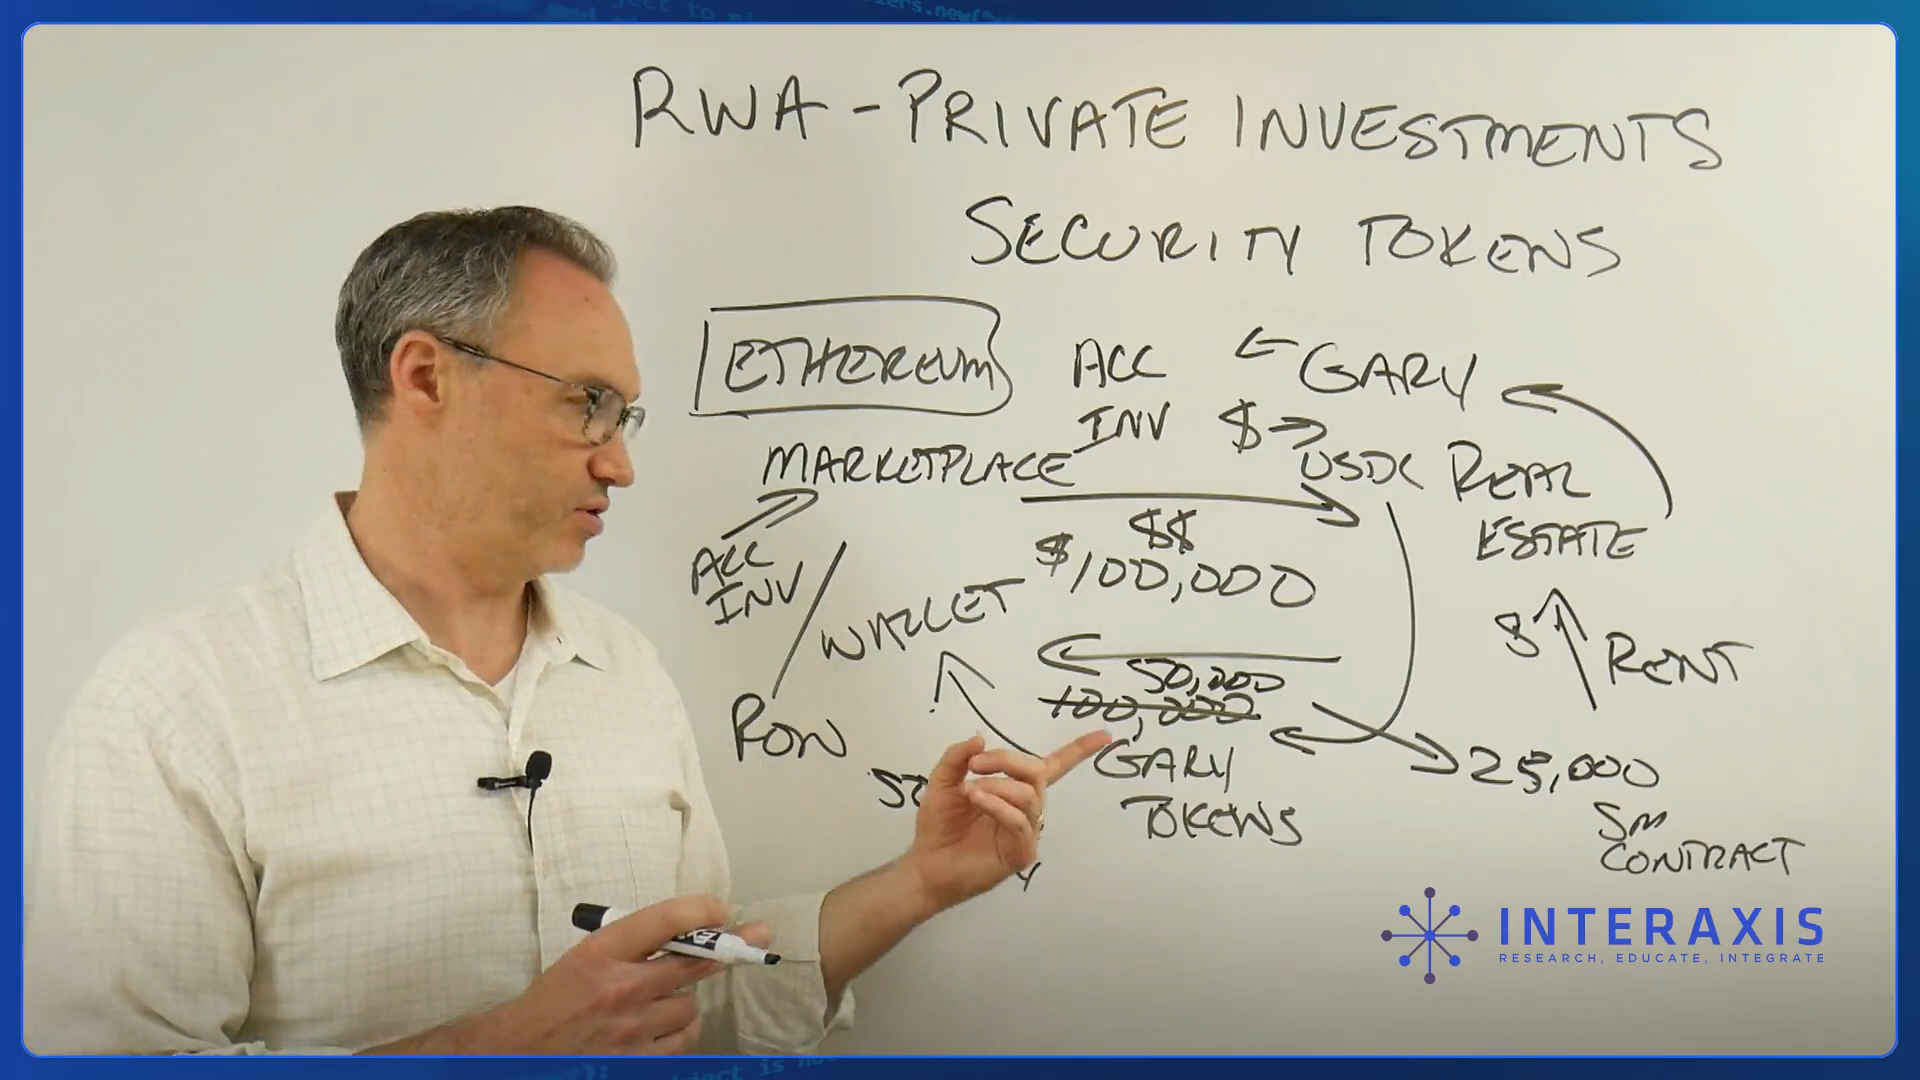 RWA - PRIVATE INVESTMENTS
SECURITY TOKENS
ETHEREUM
ACC
INV
← GARY
$ →
USDC
MARKETPLACE
REAL
ESTATE
ACC
INV
$$
$100,000
WALLET
$
RENT
50,000
100,000
RON
GARY
TOKENS
25,000
SM
CONTRACT
INTERAXIS
RESEARCH, EDUCATE, INTEGRATE